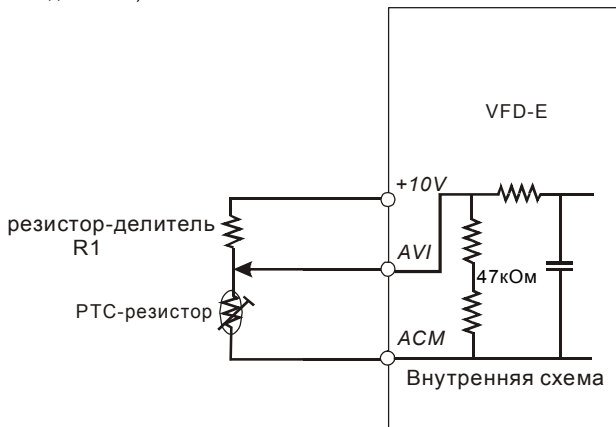 VFD-E
+10V
резистор-делитель
R1
AVI
47кОм
PTC-резистор
ACM
Внутренняя схема